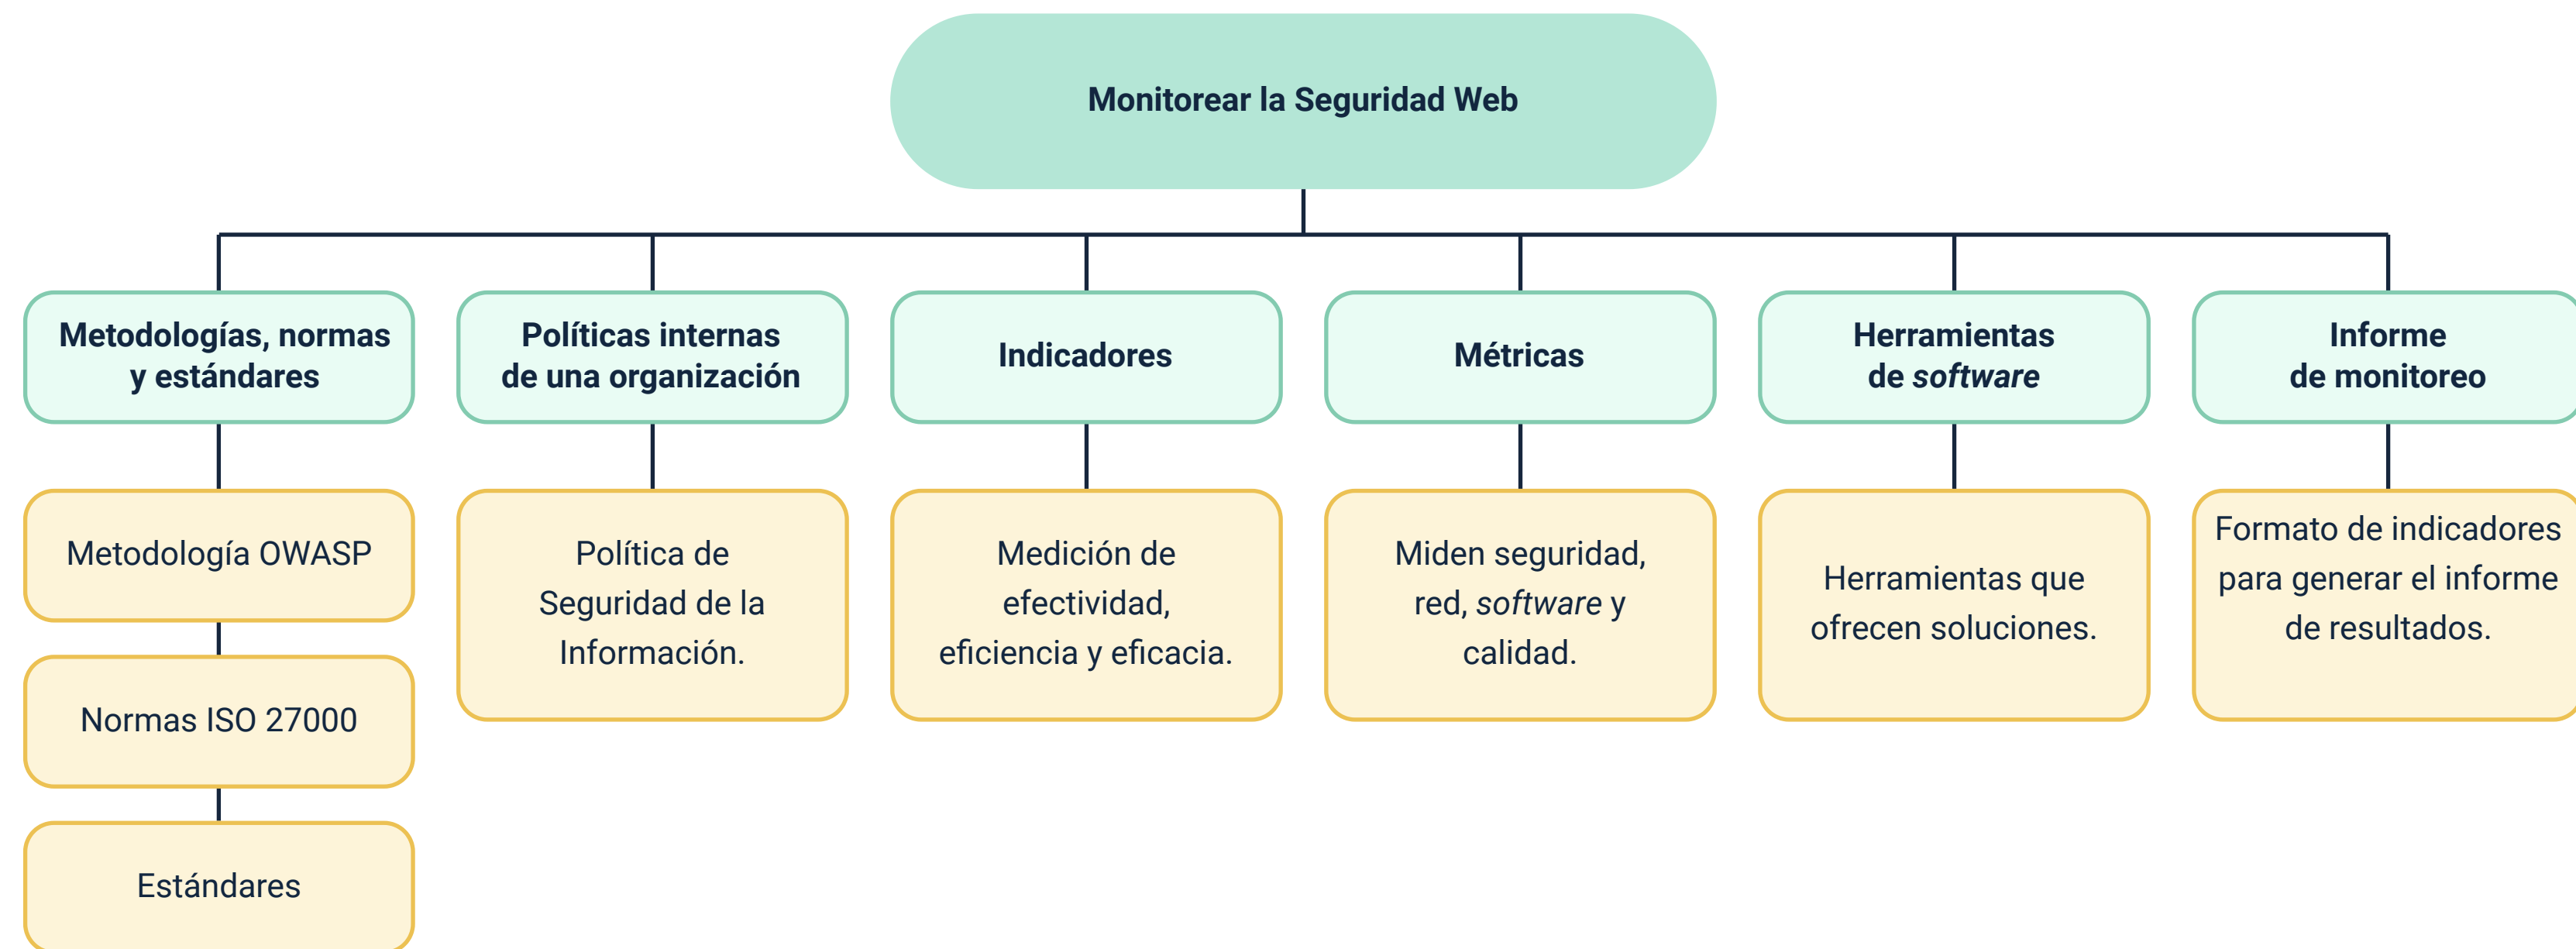 Monitorear la Seguridad Web
Metodologías, normas
y estándares
Políticas internas
de una organización
Indicadores
Métricas
Herramientas
de software
Informe
de monitoreo
Metodología OWASP
Normas ISO 27000
Estándares
Política de
Seguridad de la
Información.
Medición de
efectividad,
eficiencia y eficacia.
Miden seguridad,
red, software y
calidad.
Herramientas que
ofrecen soluciones.
Formato de indicadores
para generar el informe
de resultados.